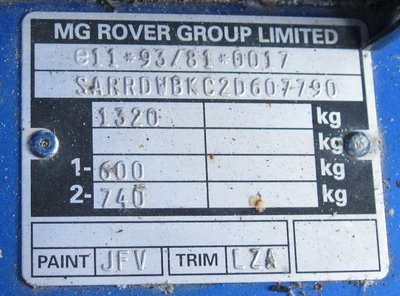 MG ROVER GROUP LIMITED
e11*93/81*0017
SARRDWBKC2D607790
1320 kg
kg
1- 600 kg
2- 740 kg
PAINT JFV TRIM LZA